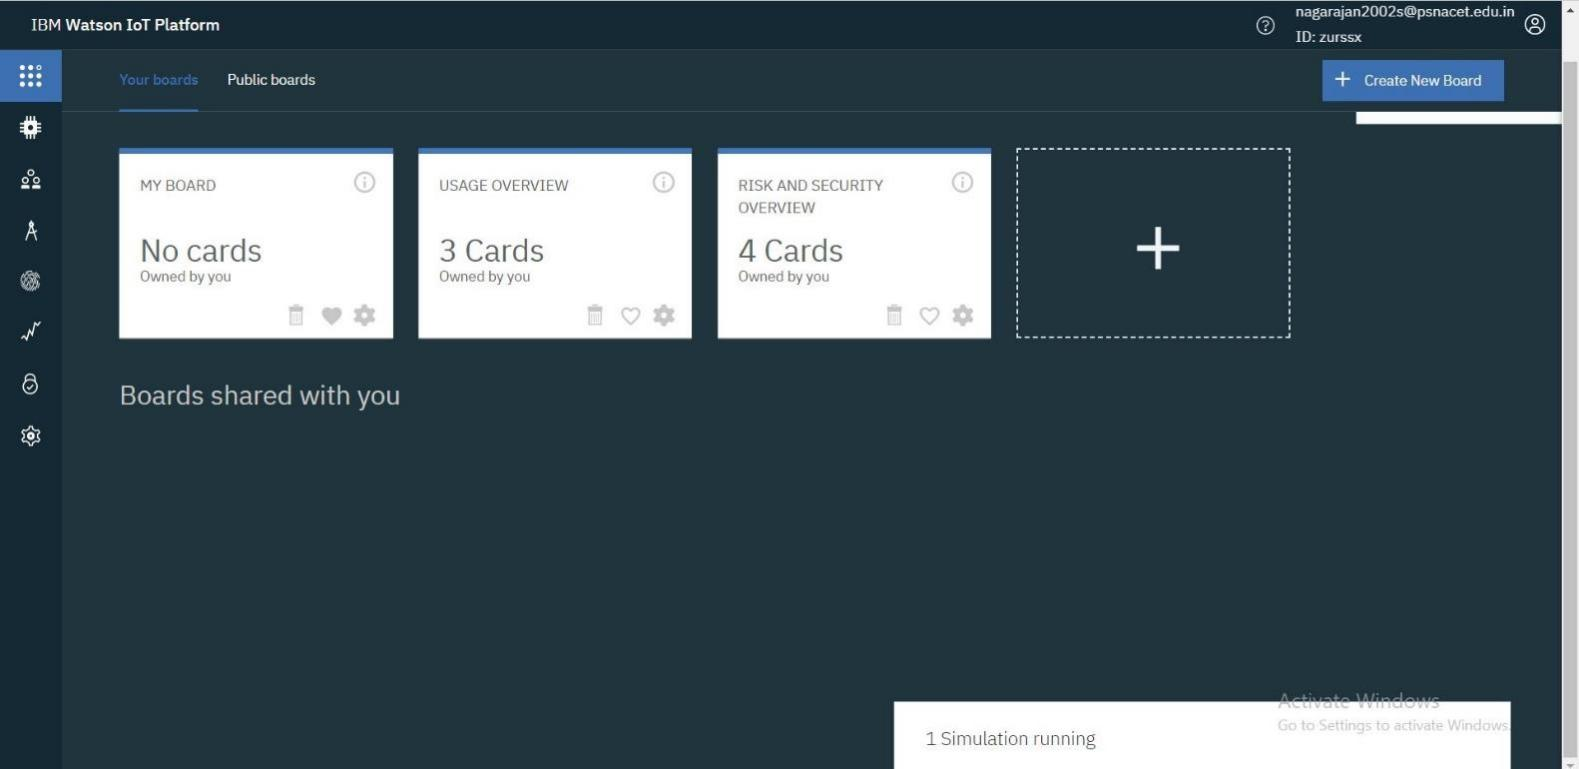 IBM Watson IoT Platform
nagarajan2002s@psnacet.edu.in
ID: zurssx
Your boards
Public boards
Create New Board
MY BOARD
No cards
Owned by you
USAGE OVERVIEW
3 Cards
Owned by you
RISK AND SECURITY
OVERVIEW
4 Cards
Owned by you
Boards shared with you
1 Simulation running
Activate Windows
Go to Settings to activate Windows.